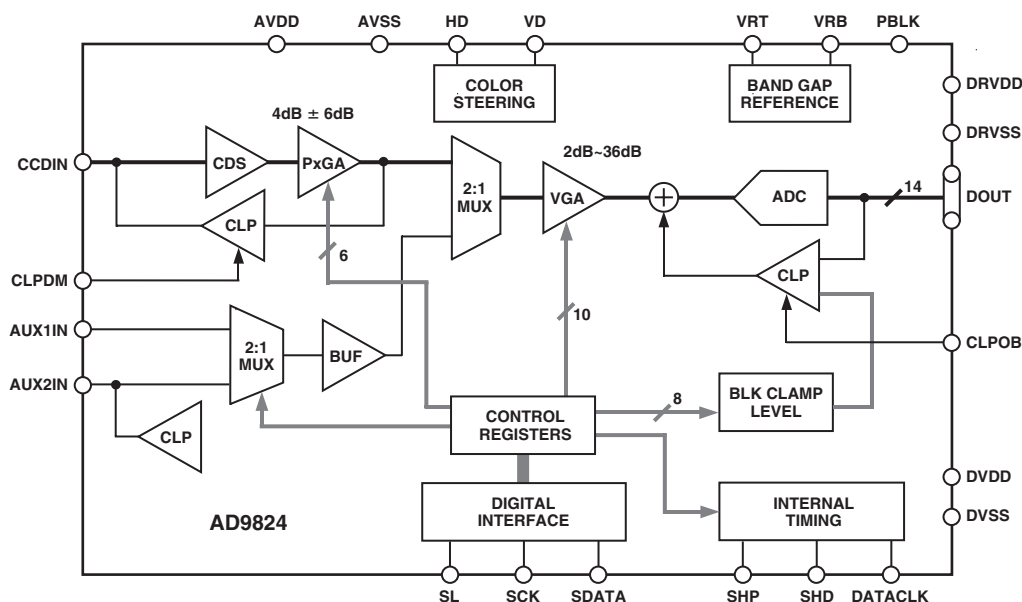 AVDD AVSS HD VD VRT VRB PBLK
COLOR
STEERING
BAND GAP
REFERENCE
DRVDD
DRVSS
4dB ± 6dB
2dB~36dB
CCDIN
CDS
PxGA
2:1
MUX
VGA
ADC
14
DOUT
CLP
6
CLP
CLPDM
10
AUX1IN
2:1
MUX
BUF
CLPOB
AUX2IN
CLP
CONTROL
REGISTERS
8
BLK CLAMP
LEVEL
DVDD
DIGITAL
INTERFACE
INTERNAL
TIMING
DVSS
AD9824
SL SCK SDATA SHP SHD DATACLK